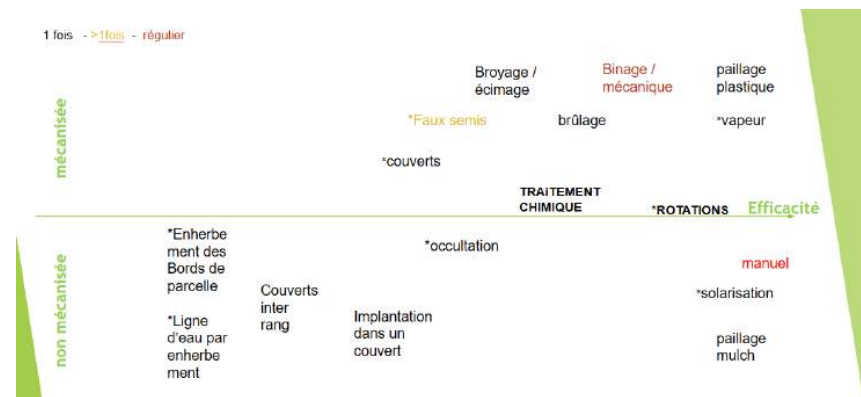 1 fois - >1fois - régulier
mécanisée
Broyage /
écimage
Binage /
mécanique
paillage
plastique
*Faux semis
brûlage
*vapeur
*couverts
TRAITEMENT
CHIMIQUE
*ROTATIONS
Efficacité
non mécanisée
*Enherbe
ment des
Bords de
parcelle
*occultation
manuel
Couverts
inter
rang
*solarisation
*Ligne
d'eau par
enherbe
ment
Implantation
dans un
couvert
paillage
mulch